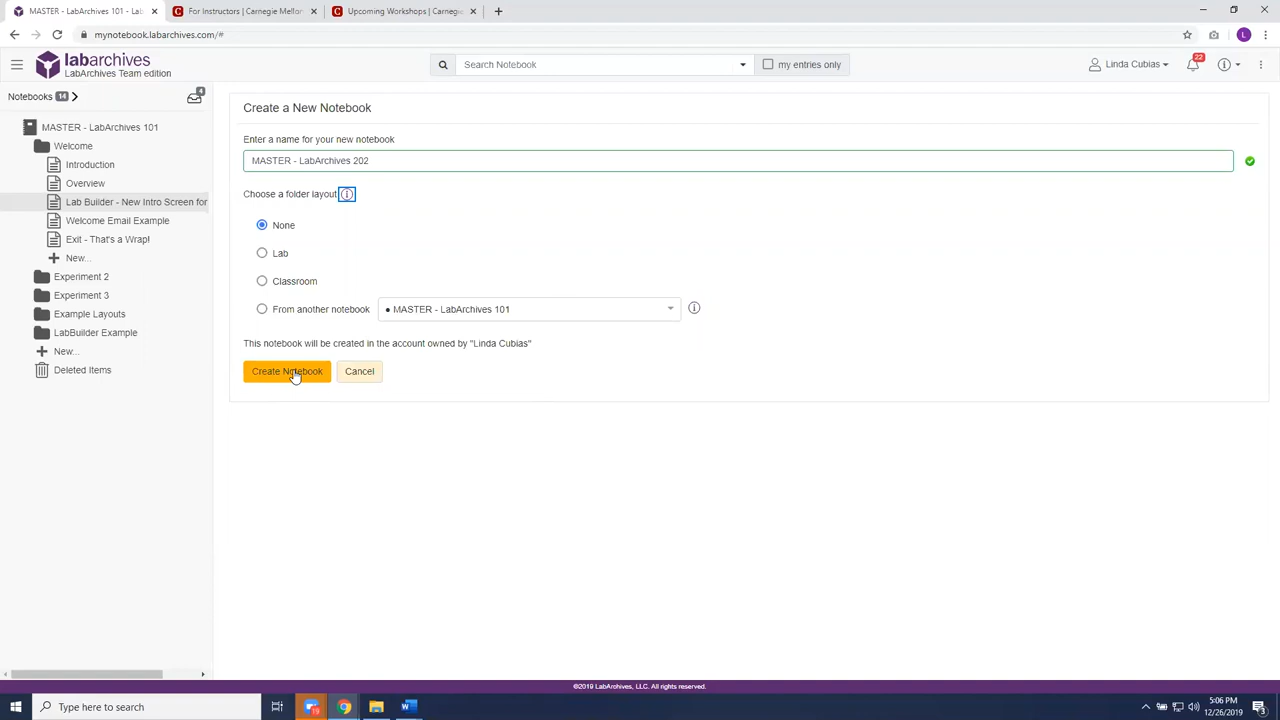 MASTER - LabArchives 101 - Lab
For Instructors | Carnegie Mellon
Upcoming Workshops | Carnegie
mynotebook.labarchives.com/#
L
labarchives
LabArchives Team edition
Search Notebook
my entries only
Linda Cubias
22
Notebooks 14
4
MASTER - LabArchives 101
Welcome
Introduction
Overview
Lab Builder - New Intro Screen for
Welcome Email Example
Exit - That's a Wrap!
New...
Experiment 2
Experiment 3
Example Layouts
LabBuilder Example
New...
Deleted Items
Create a New Notebook
Enter a name for your new notebook
MASTER - LabArchives 202
Choose a folder layout
None
Lab
Classroom
From another notebook
MASTER - LabArchives 101
This notebook will be created in the account owned by "Linda Cubias"
Create Notebook
Cancel
©2019 LabArchives, LLC. All rights reserved.
Type here to search
19
5:06 PM
12/26/2019
3